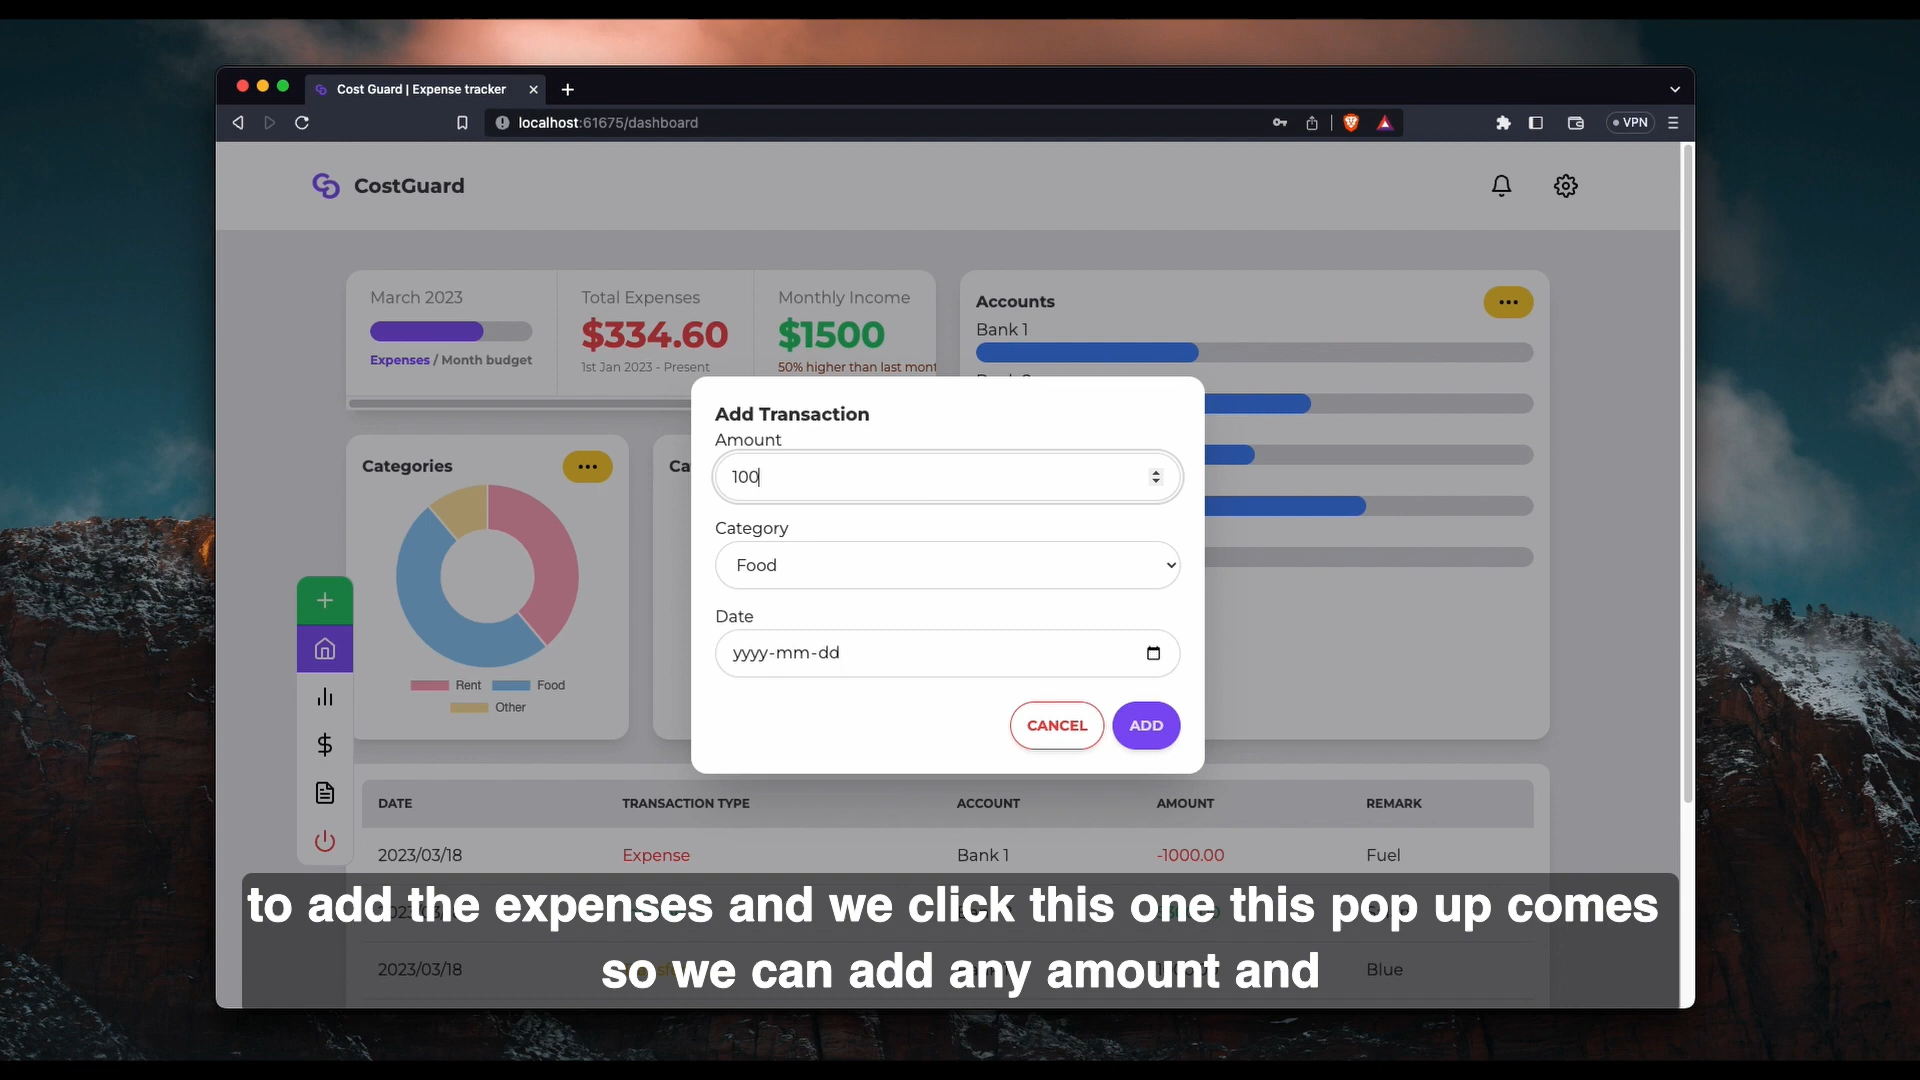 Cost Guard | Expense tracker
localhost:61675/dashboard
VPN
CostGuard
March 2023
Expenses / Month budget
Total Expenses
$334.60
1st Jan 2023 - Present
Monthly Income
$1500
50% higher than last mont
Accounts
Bank 1
Categories
Rent
Food
Other
Ca
Add Transaction
Amount
100
Category
Food
Date
yyyy-mm-dd
CANCEL
ADD
DATE TRANSACTION TYPE ACCOUNT AMOUNT REMARK
2023/03/18 Expense Bank 1 -1000.00 Fuel
2023/03/18 Blue
to add the expenses and we click this one this pop up comes
so we can add any amount and